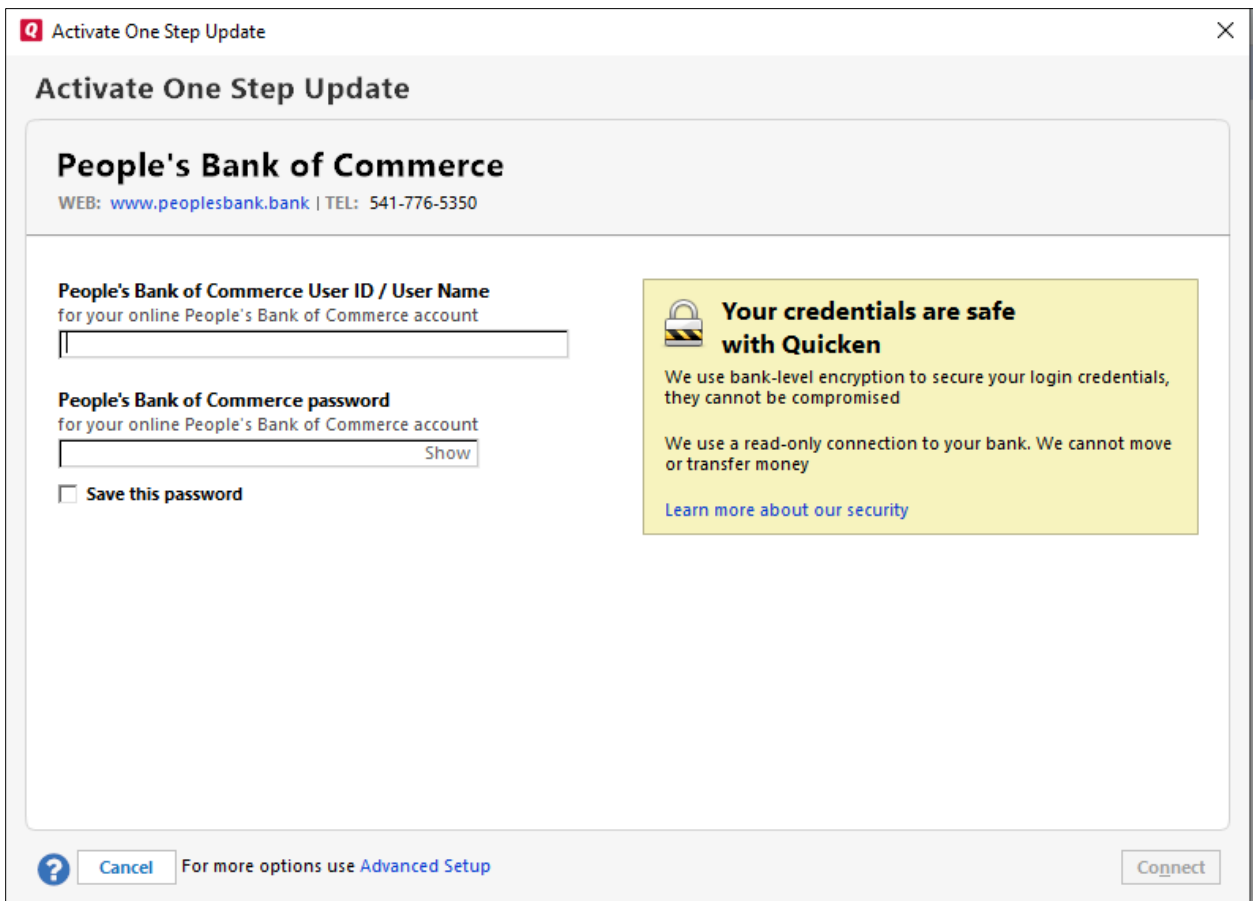 Activate One Step Update
Activate One Step Update
People's Bank of Commerce
WEB: www.peoplesbank.bank | TEL: 541-776-5350
People's Bank of Commerce User ID / User Name
for your online People's Bank of Commerce account
People's Bank of Commerce password
for your online People's Bank of Commerce account
Show
Save this password
Your credentials are safe
with Quicken
We use bank-level encryption to secure your login credentials,
they cannot be compromised
We use a read-only connection to your bank. We cannot move
or transfer money
Learn more about our security
? Cancel For more options use Advanced Setup
Connect